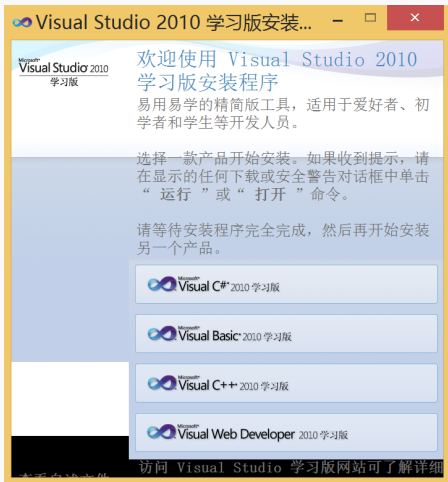 Visual Studio 2010 学习版安装...
Microsoft®
Visual Studio® 2010
学习版
欢迎使用 Visual Studio 2010
学习版安装程序
易用易学的精简版工具，适用于爱好者、初
学者和学生等开发人员。
选择一款产品开始安装。如果收到提示，请
在显示的任何下载或安全警告对话框中单击
“ 运行 ” 或 “ 打开 ” 命令。
请等待安装程序完全完成，然后再开始安装
另一个产品。
Microsoft®
Visual C#® 2010 学习版
Microsoft®
Visual Basic® 2010 学习版
Microsoft®
Visual C++® 2010 学习版
Microsoft®
Visual Web Developer 2010 学习版
访问 Visual Studio 学习版网站可了解详细
查看自述文件